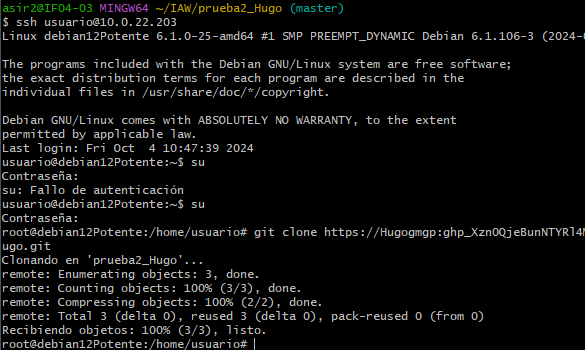 asir2@IFO4-03 MINGW64 ~/IAW/prueba2_Hugo (master)
$ ssh usuario@10.0.22.203
Linux debian12Potente 6.1.0-25-amd64 #1 SMP PREEMPT_DYNAMIC Debian 6.1.106-3 (2024-

The programs included with the Debian GNU/Linux system are free software;
the exact distribution terms for each program are described in the
individual files in /usr/share/doc/*/copyright.

Debian GNU/Linux comes with ABSOLUTELY NO WARRANTY, to the extent
permitted by applicable law.
Last login: Fri Oct  4 10:47:39 2024
usuario@debian12Potente:~$ su
Contraseña:
su: Fallo de autenticación
usuario@debian12Potente:~$ su
Contraseña:
root@debian12Potente:/home/usuario# git clone https://Hugogmgp:ghp_XznOQjeBunNTYRl4
ugo.git
Clonando en 'prueba2_Hugo'...
remote: Enumerating objects: 3, done.
remote: Counting objects: 100% (3/3), done.
remote: Compressing objects: 100% (2/2), done.
remote: Total 3 (delta 0), reused 3 (delta 0), pack-reused 0 (from 0)
Recibiendo objetos: 100% (3/3), listo.
root@debian12Potente:/home/usuario#